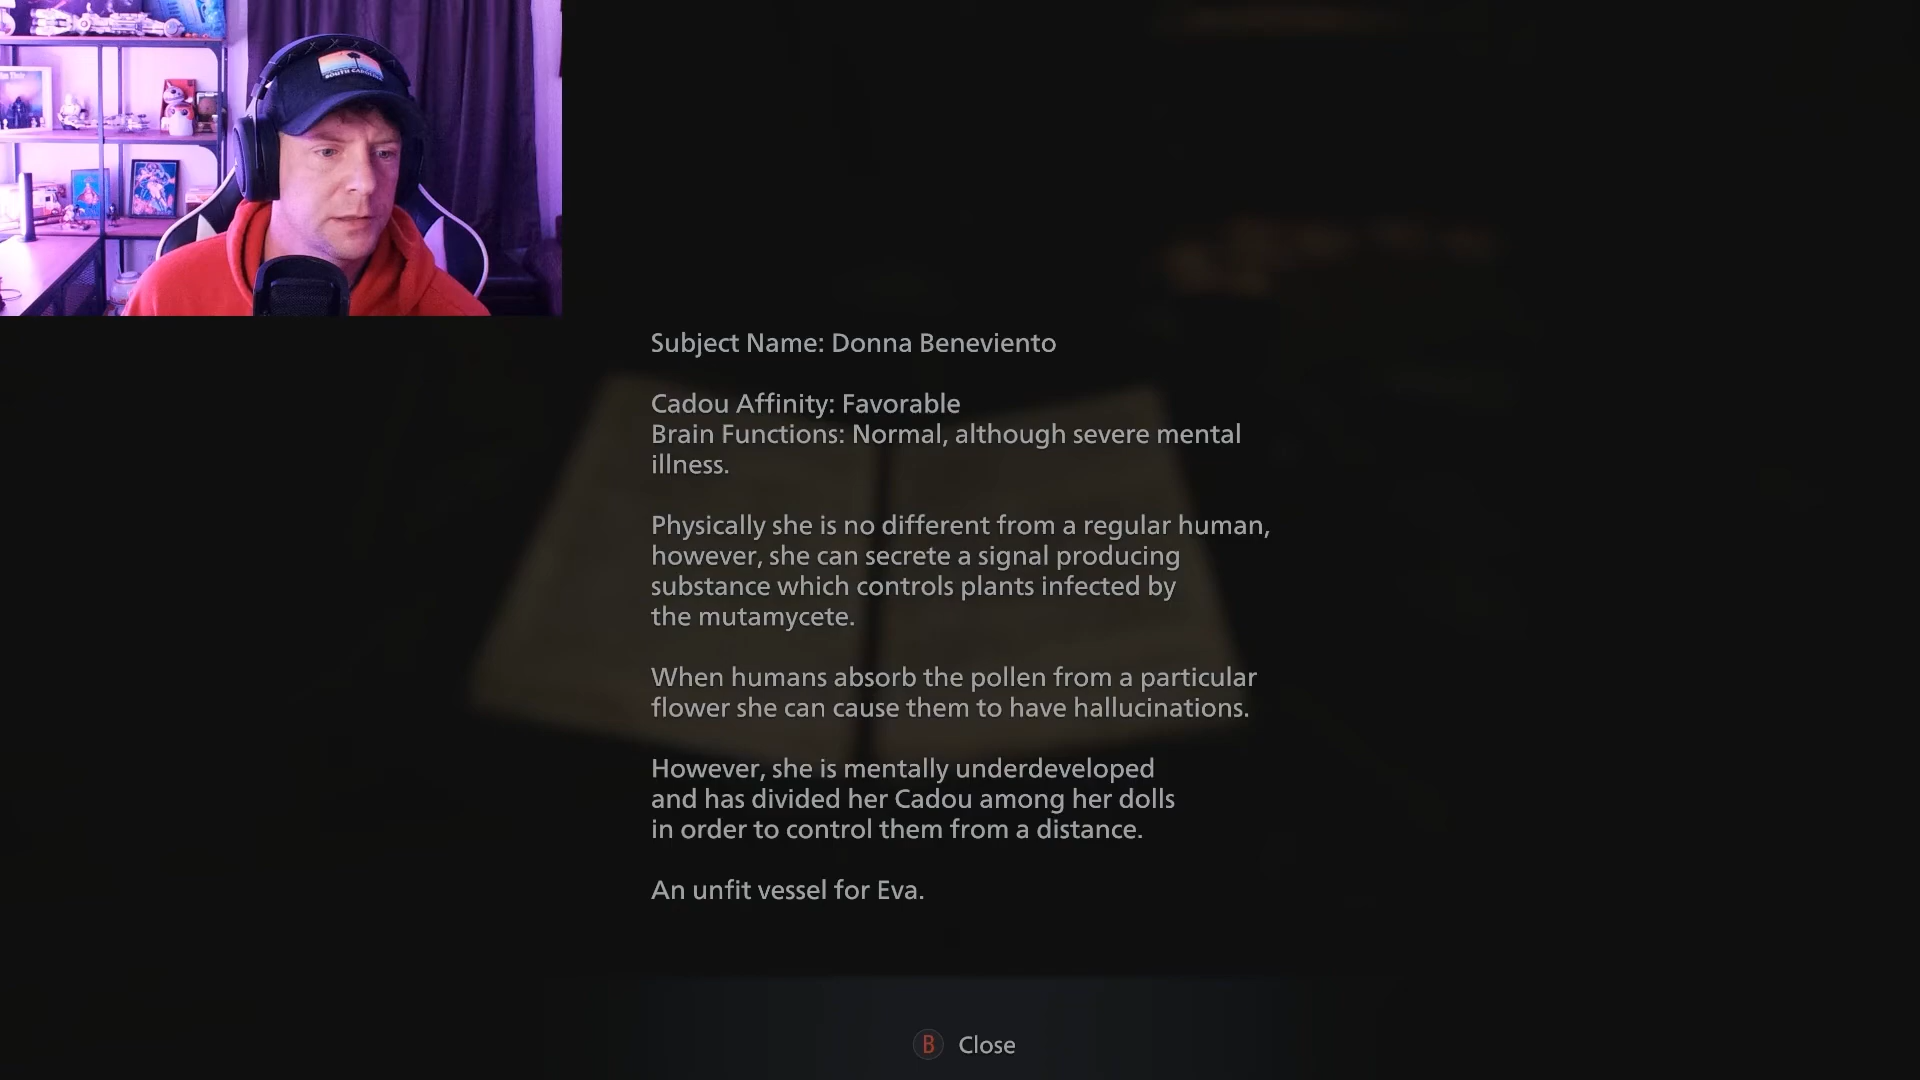 SOUTH CAROLINA
Subject Name: Donna Beneviento
Cadou Affinity: Favorable
Brain Functions: Normal, although severe mental
illness.
Physically she is no different from a regular human,
however, she can secrete a signal producing
substance which controls plants infected by
the mutamycete.
When humans absorb the pollen from a particular
flower she can cause them to have hallucinations.
However, she is mentally underdeveloped
and has divided her Cadou among her dolls
in order to control them from a distance.
An unfit vessel for Eva.
B Close